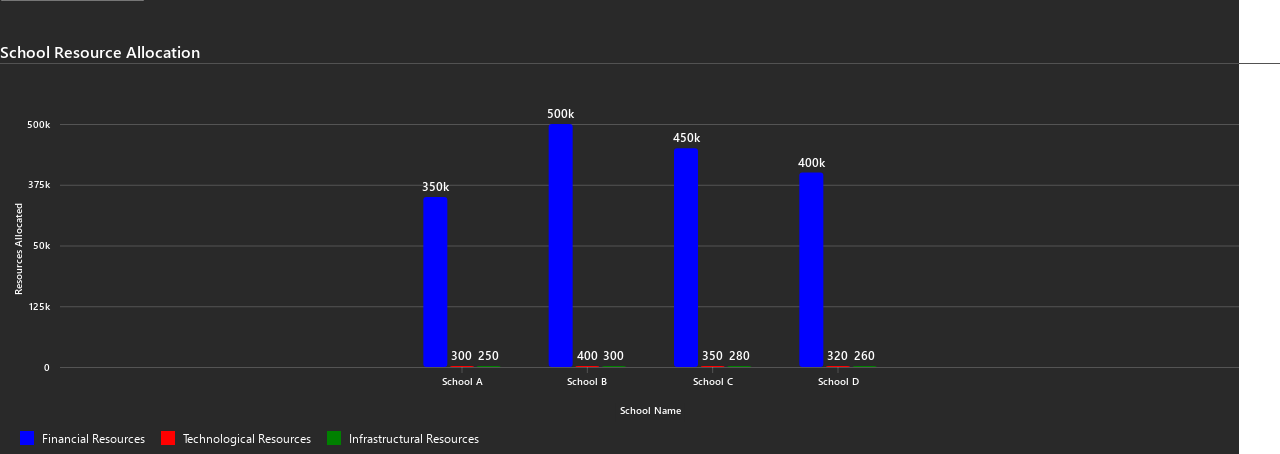 School Resource Allocation
500k
375k
50k
125k
0
Resources Allocated
350k
500k
450k
400k
300 250
400 300
350 280
320 260
School A
School B
School C
School D
School Name
Financial Resources
Technological Resources
Infrastructural Resources